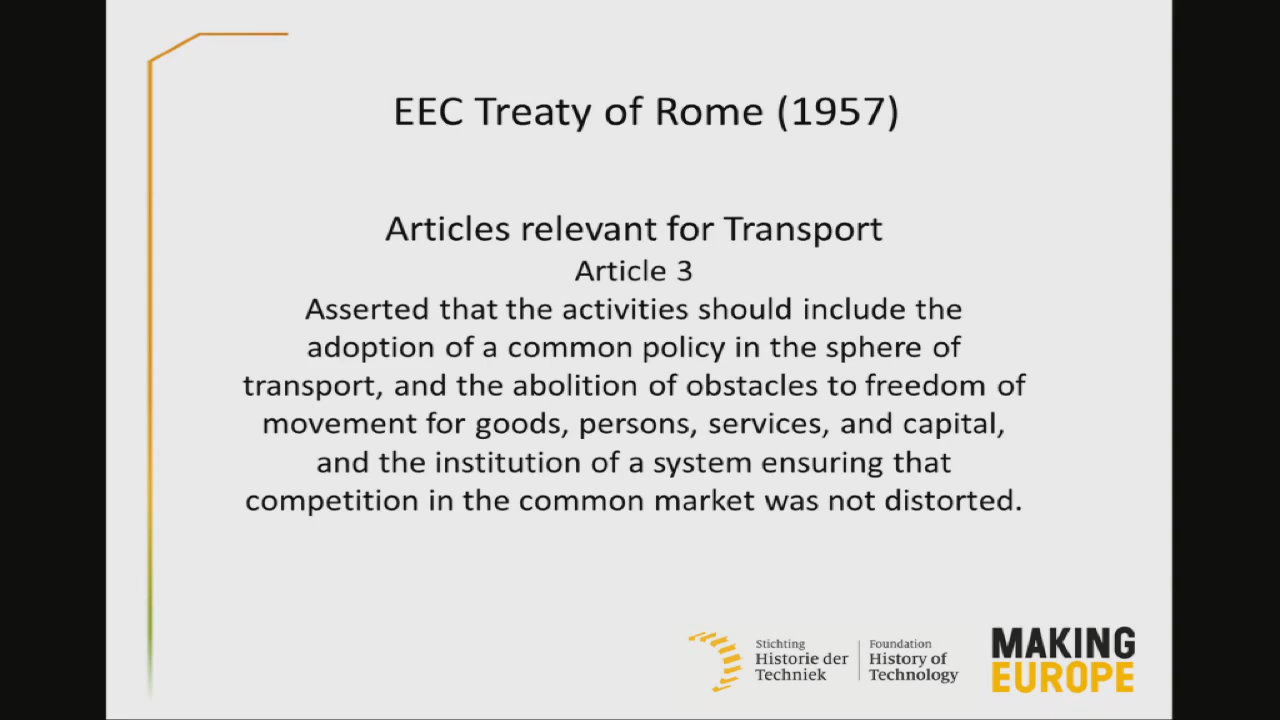 EEC Treaty of Rome (1957)
Articles relevant for Transport
Article 3
Asserted that the activities should include the
adoption of a common policy in the sphere of
transport, and the abolition of obstacles to freedom of
movement for goods, persons, services, and capital,
and the institution of a system ensuring that
competition in the common market was not distorted.
Stichting
Historie der
Techniek
Foundation
History of
Technology
MAKING
EUROPE